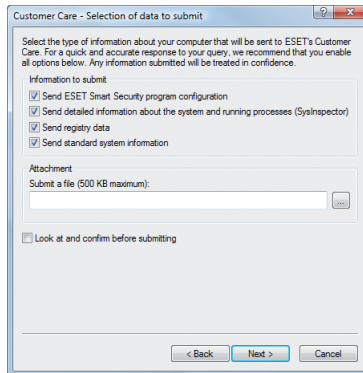 Customer Care - Selection of data to submit
Select the type of information about your computer that will be sent to ESET's Customer
Care. For a quick and accurate response to your query, we recommend that you enable
all options below. Any information submitted will be treated in confidence.
Information to submit
Send ESET Smart Security program configuration
Send detailed information about the system and running processes (SysInspector)
Send registry data
Send standard system information
Attachment
Submit a file (500 KB maximum):
...
Look at and confirm before submitting
< Back Next > Cancel